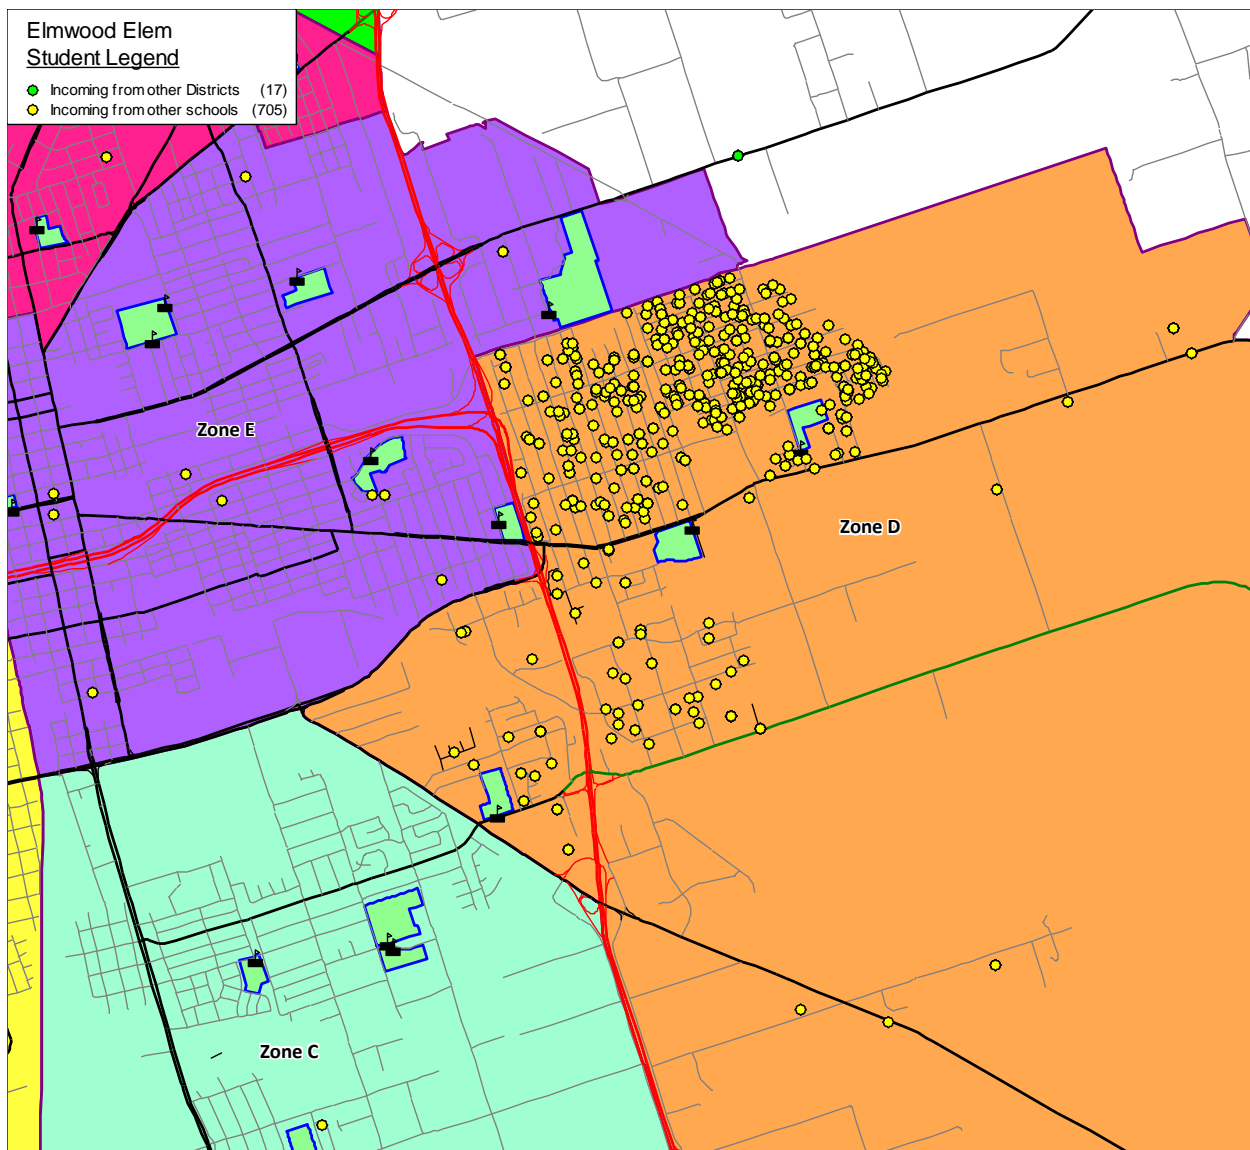 Elmwood Elem
Student Legend
Incoming from other Districts (17)
Incoming from other schools (705)
Zone E
Zone D
Zone C